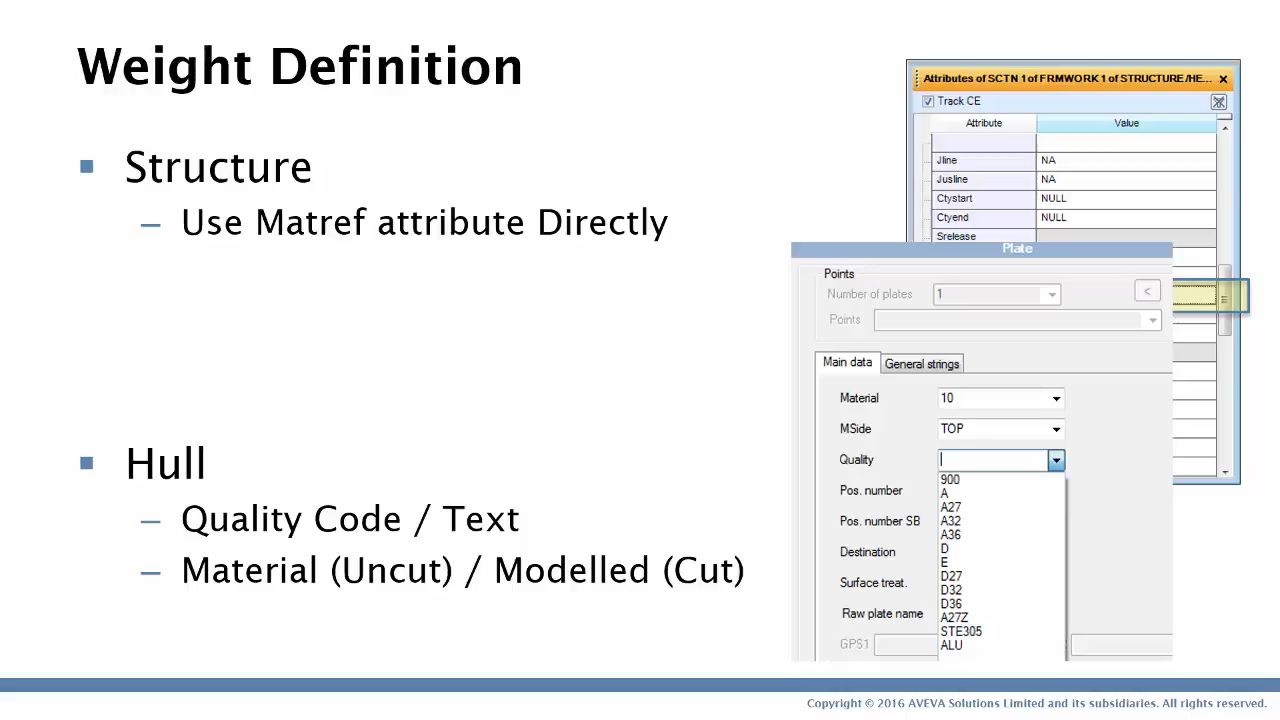 Weight Definition
Structure
– Use Matref attribute Directly
Hull
– Quality Code / Text
– Material (Uncut) / Modelled (Cut)
Attributes of SCTN 1 of FRMWORK 1 of STRUCTURE /HE...
Track CE
Attribute Value
Jline NA
Jusline NA
Ctystart NULL
Ctyend NULL
Srelease
Plate
Points
Number of plates 1 <
Points
Main data General strings
Material 10
MSide TOP
Quality
900
Pos. number
A
A27
Pos. number SB A32
A36
Destination D
E
Surface treat. D27
D32
D36
Raw plate name A27Z
STE305
GPS1 ALU
Copyright © 2016 AVEVA Solutions Limited and its subsidiaries. All rights reserved.